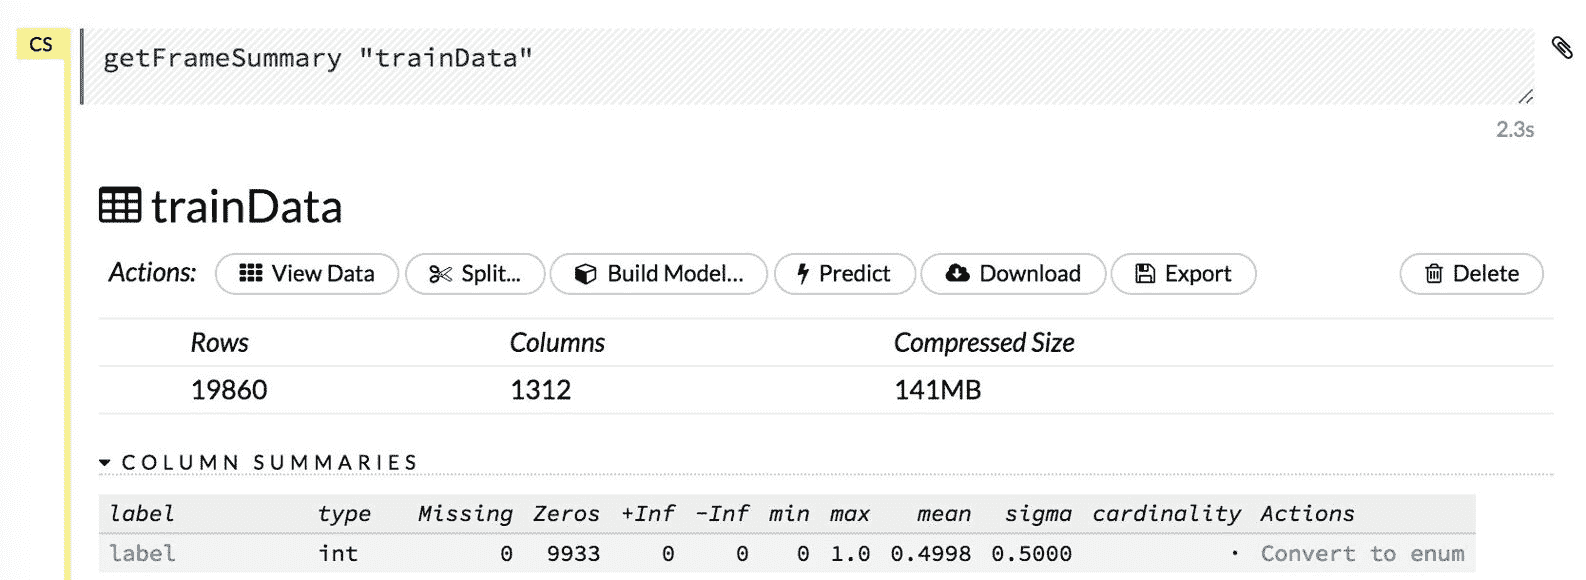 CS
getFrameSummary "trainData"
2.3s
trainData
Actions: View Data Split... Build Model... Predict Download Export Delete
Rows Columns Compressed Size
19860 1312 141MB
COLUMN SUMMARIES
label type Missing Zeros +Inf -Inf min max mean sigma cardinality Actions
label int 0 9933 0 0 0 1.0 0.4998 0.5000 · Convert to enum